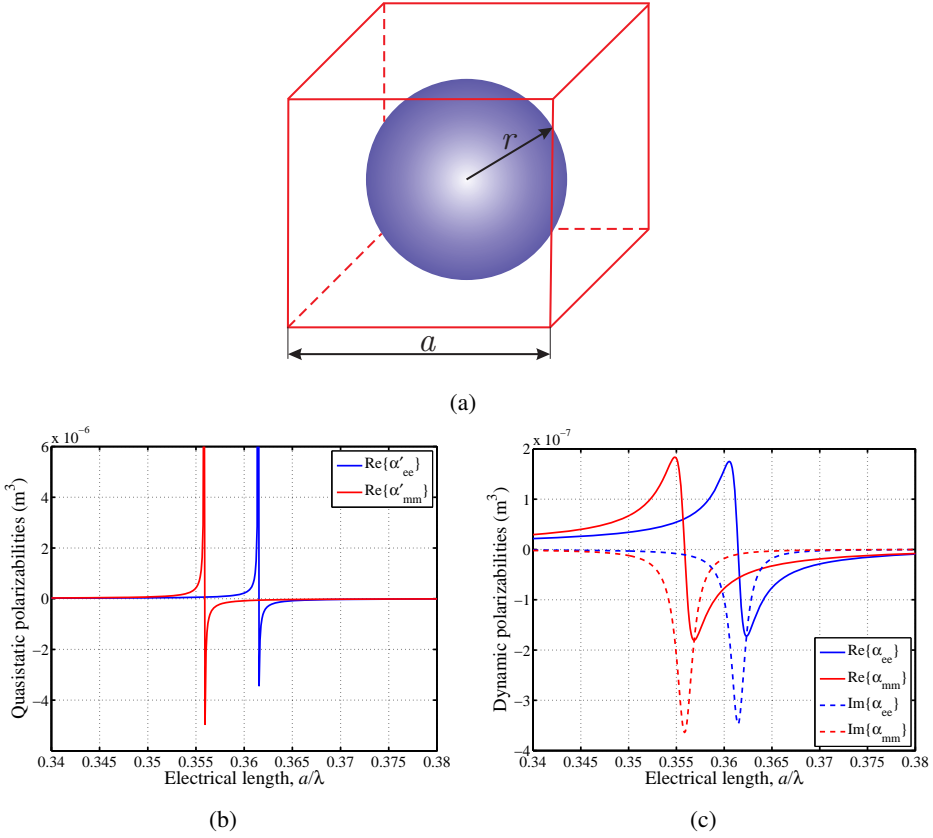 r
a
(a)
x 10⁻⁶
Quasistatic polarizabilities (m³)
6
4
2
0
−2
−4
Re{α′ee}
Re{α′mm}
0.34 0.345 0.35 0.355 0.36 0.365 0.37 0.375 0.38
Electrical length, a/λ
(b)
x 10⁻⁷
Dynamic polarizabilities (m³)
2
1
0
−1
−2
−3
−4
Re{αee}
Re{αmm}
Im{αee}
Im{αmm}
0.34 0.345 0.35 0.355 0.36 0.365 0.37 0.375 0.38
Electrical length, a/λ
(c)